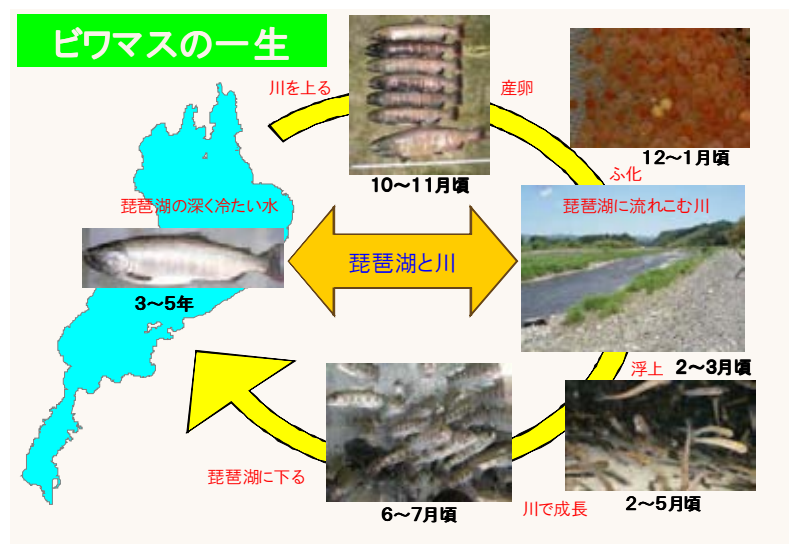 ビワマスの一生
川を上る
産卵
10～11月頃
12～1月頃
ふ化
琵琶湖の深く冷たい水
琵琶湖に流れこむ川
琵琶湖と川
3～5年
浮上
2～3月頃
琵琶湖に下る
6～7月頃
川で成長
2～5月頃